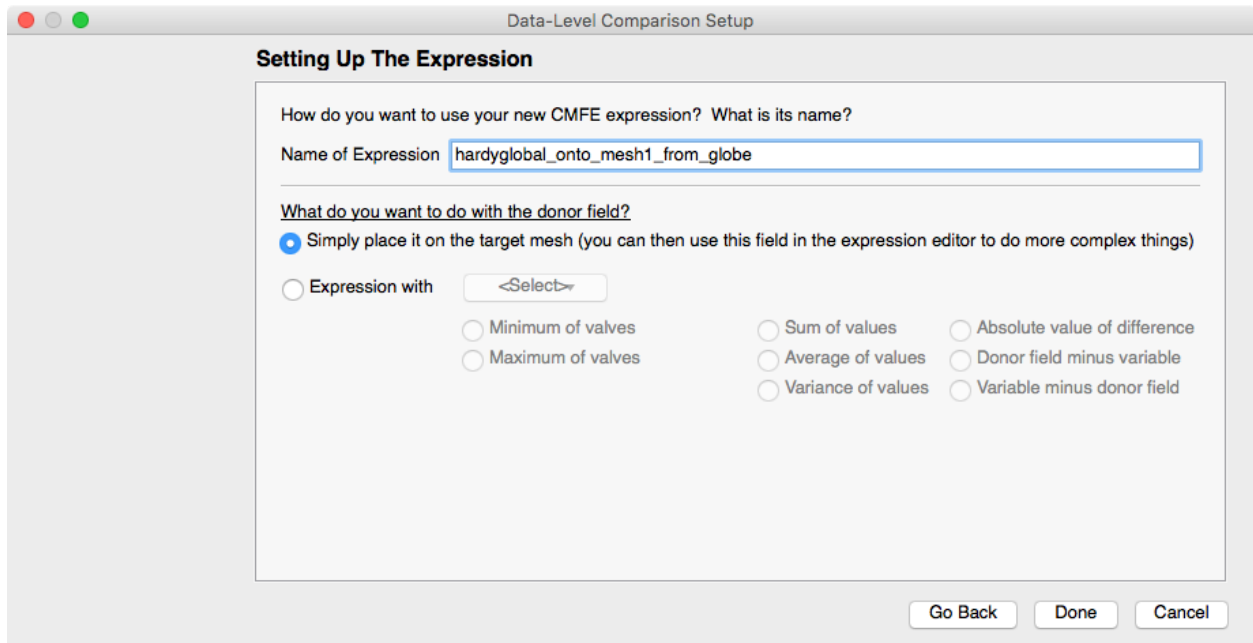 Data-Level Comparison Setup
Setting Up The Expression
How do you want to use your new CMFE expression? What is its name?
Name of Expression hardyglobal_onto_mesh1_from_globe
What do you want to do with the donor field?
Simply place it on the target mesh (you can then use this field in the expression editor to do more complex things)
Expression with <Select>
Minimum of valves Sum of values Absolute value of difference
Maximum of valves Average of values Donor field minus variable
Variance of values Variable minus donor field
Go Back Done Cancel